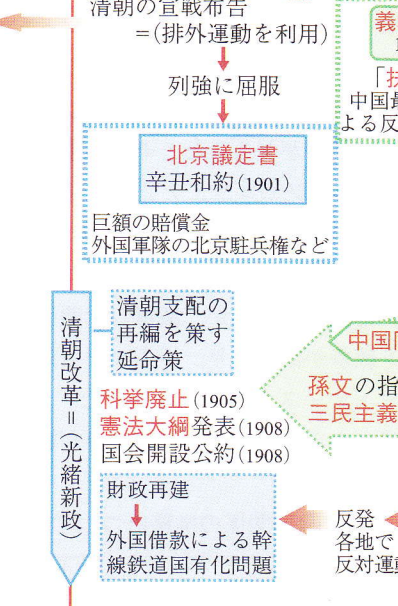 清朝の宣戦布告
=(排外運動を利用)
列強に屈服
北京議定書
辛丑和約(1901)
巨額の賠償金
外国軍隊の北京駐兵権など
義
「扶
中国最
よる反
清朝改革=(光緒新政)
清朝支配の
再編を策す
延命策
科挙廃止(1905)
憲法大綱発表(1908)
国会開設公約(1908)
中国
孫文の指
三民主義
財政再建
外国借款による幹
線鉄道国有化問題
反発
各地で
反対運動